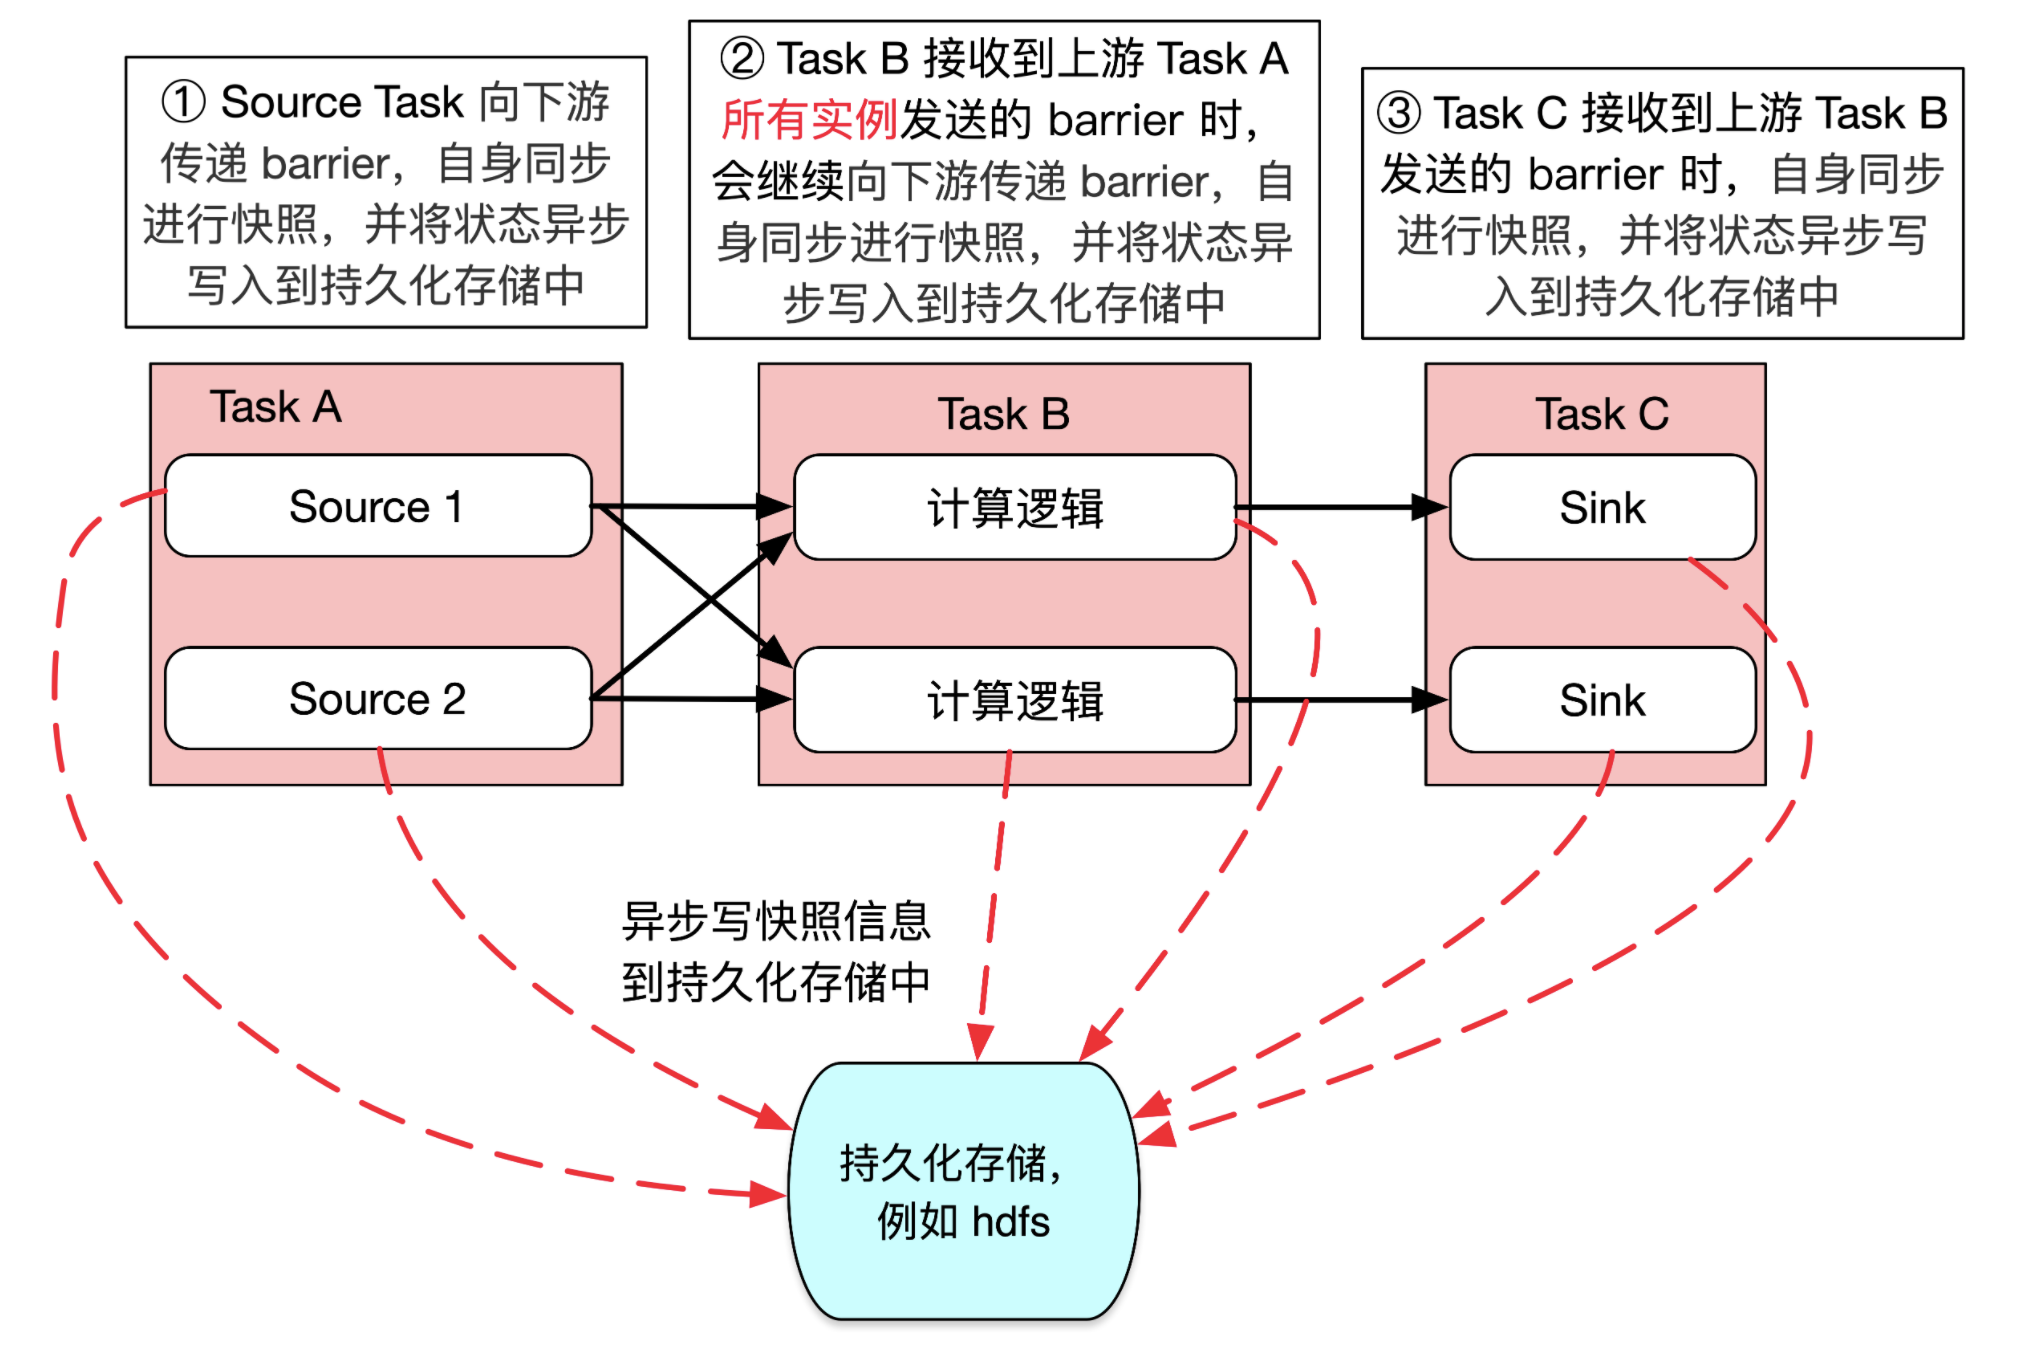 ① Source Task 向下游
传递 barrier，自身同步
进行快照，并将状态异步
写入到持久化存储中
② Task B 接收到上游 Task A
所有实例发送的 barrier 时，
会继续向下游传递 barrier，自
身同步进行快照，并将状态异
步写入到持久化存储中
③ Task C 接收到上游 Task B
发送的 barrier 时，自身同步
进行快照，并将状态异步写
入到持久化存储中
Task A
Source 1
Source 2
Task B
计算逻辑
计算逻辑
Task C
Sink
Sink
异步写快照信息
到持久化存储中
持久化存储，
例如 hdfs